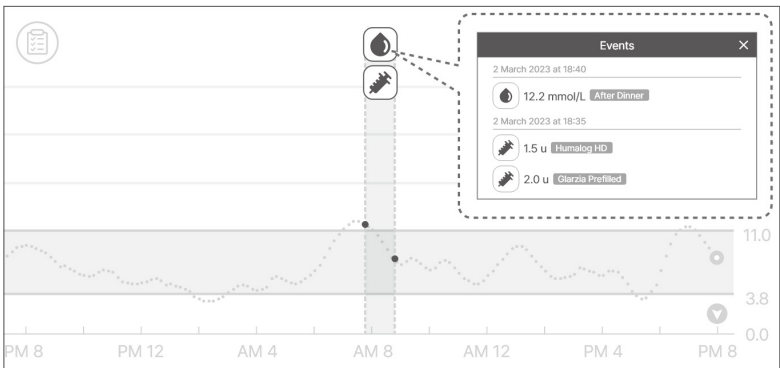 Events
2 March 2023 at 18:40
12.2 mmol/L After Dinner
2 March 2023 at 18:35
1.5 u Humalog HD
2.0 u Glarzia Prefilled
11.0
3.8
0.0
PM 8 PM 12 AM 4 AM 8 AM 12 PM 4 PM 8